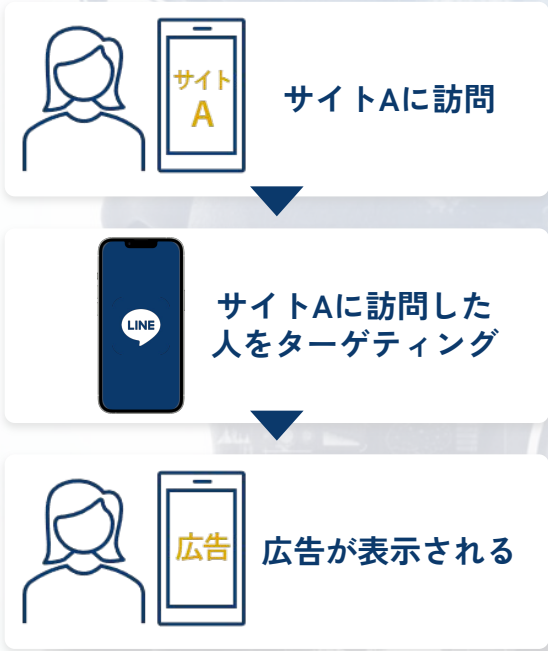 サイト
A
サイトAに訪問
LINE
サイトAに訪問した
人をターゲティング
広告
広告が表示される